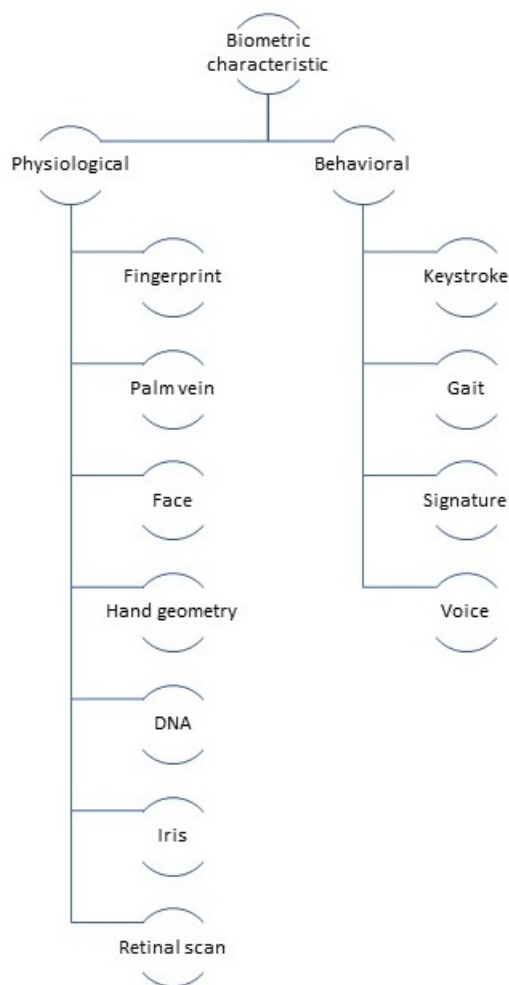 Biometric
characteristic
Physiological
Behavioral
Fingerprint
Palm vein
Face
Hand geometry
DNA
Iris
Retinal scan
Keystroke
Gait
Signature
Voice